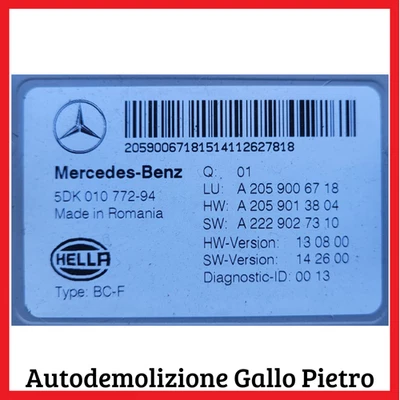 2059006718151411262​7818
Mercedes-Benz
5DK 010 772-94
Made in Romania
HELLA
Type: BC-F
Q: 01
LU: A 205 900 67 18
HW: A 205 901 38 04
SW: A 222 902 73 10
HW-Version: 13 08 00
SW-Version: 14 26 00
Diagnostic-ID: 00 13
Autodemolizione Gallo Pietro